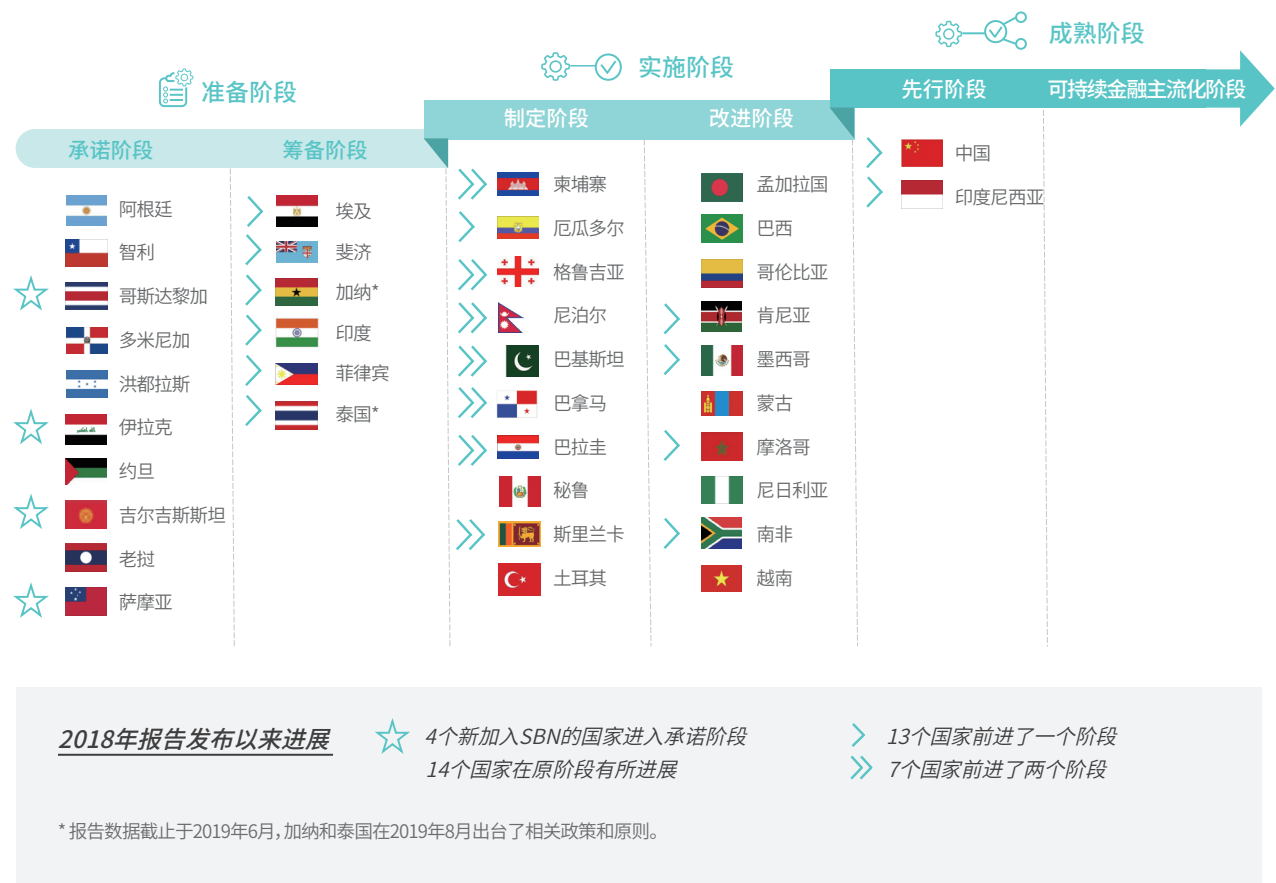 准备阶段
实施阶段
成熟阶段
承诺阶段
筹备阶段
制定阶段
改进阶段
先行阶段
可持续金融主流化阶段
阿根廷
智利
哥斯达黎加
多米尼加
洪都拉斯
伊拉克
约旦
吉尔吉斯斯坦
老挝
萨摩亚
埃及
斐济
加纳*
印度
菲律宾
泰国*
柬埔寨
厄瓜多尔
格鲁吉亚
尼泊尔
巴基斯坦
巴拿马
巴拉圭
秘鲁
斯里兰卡
土耳其
孟加拉国
巴西
哥伦比亚
肯尼亚
墨西哥
蒙古
摩洛哥
尼日利亚
南非
越南
中国
印度尼西亚
2018年报告发布以来进展
4个新加入SBN的国家进入承诺阶段
14个国家在原阶段有所进展
13个国家前进了一个阶段
7个国家前进了两个阶段
* 报告数据截止于2019年6月，加纳和泰国在2019年8月出台了相关政策和原则。